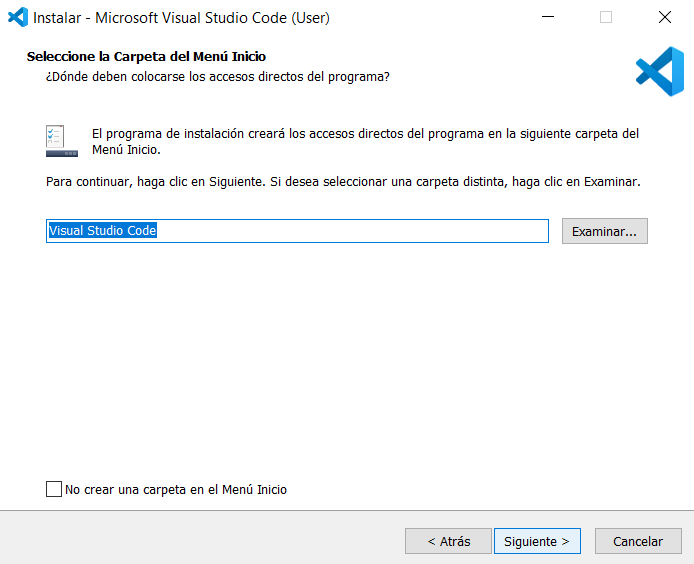 Instalar - Microsoft Visual Studio Code (User)
Seleccione la Carpeta del Menú Inicio
¿Dónde deben colocarse los accesos directos del programa?
El programa de instalación creará los accesos directos del programa en la siguiente carpeta del
Menú Inicio.
Para continuar, haga clic en Siguiente. Si desea seleccionar una carpeta distinta, haga clic en Examinar.
Visual Studio Code
Examinar...
No crear una carpeta en el Menú Inicio
< Atrás
Siguiente >
Cancelar